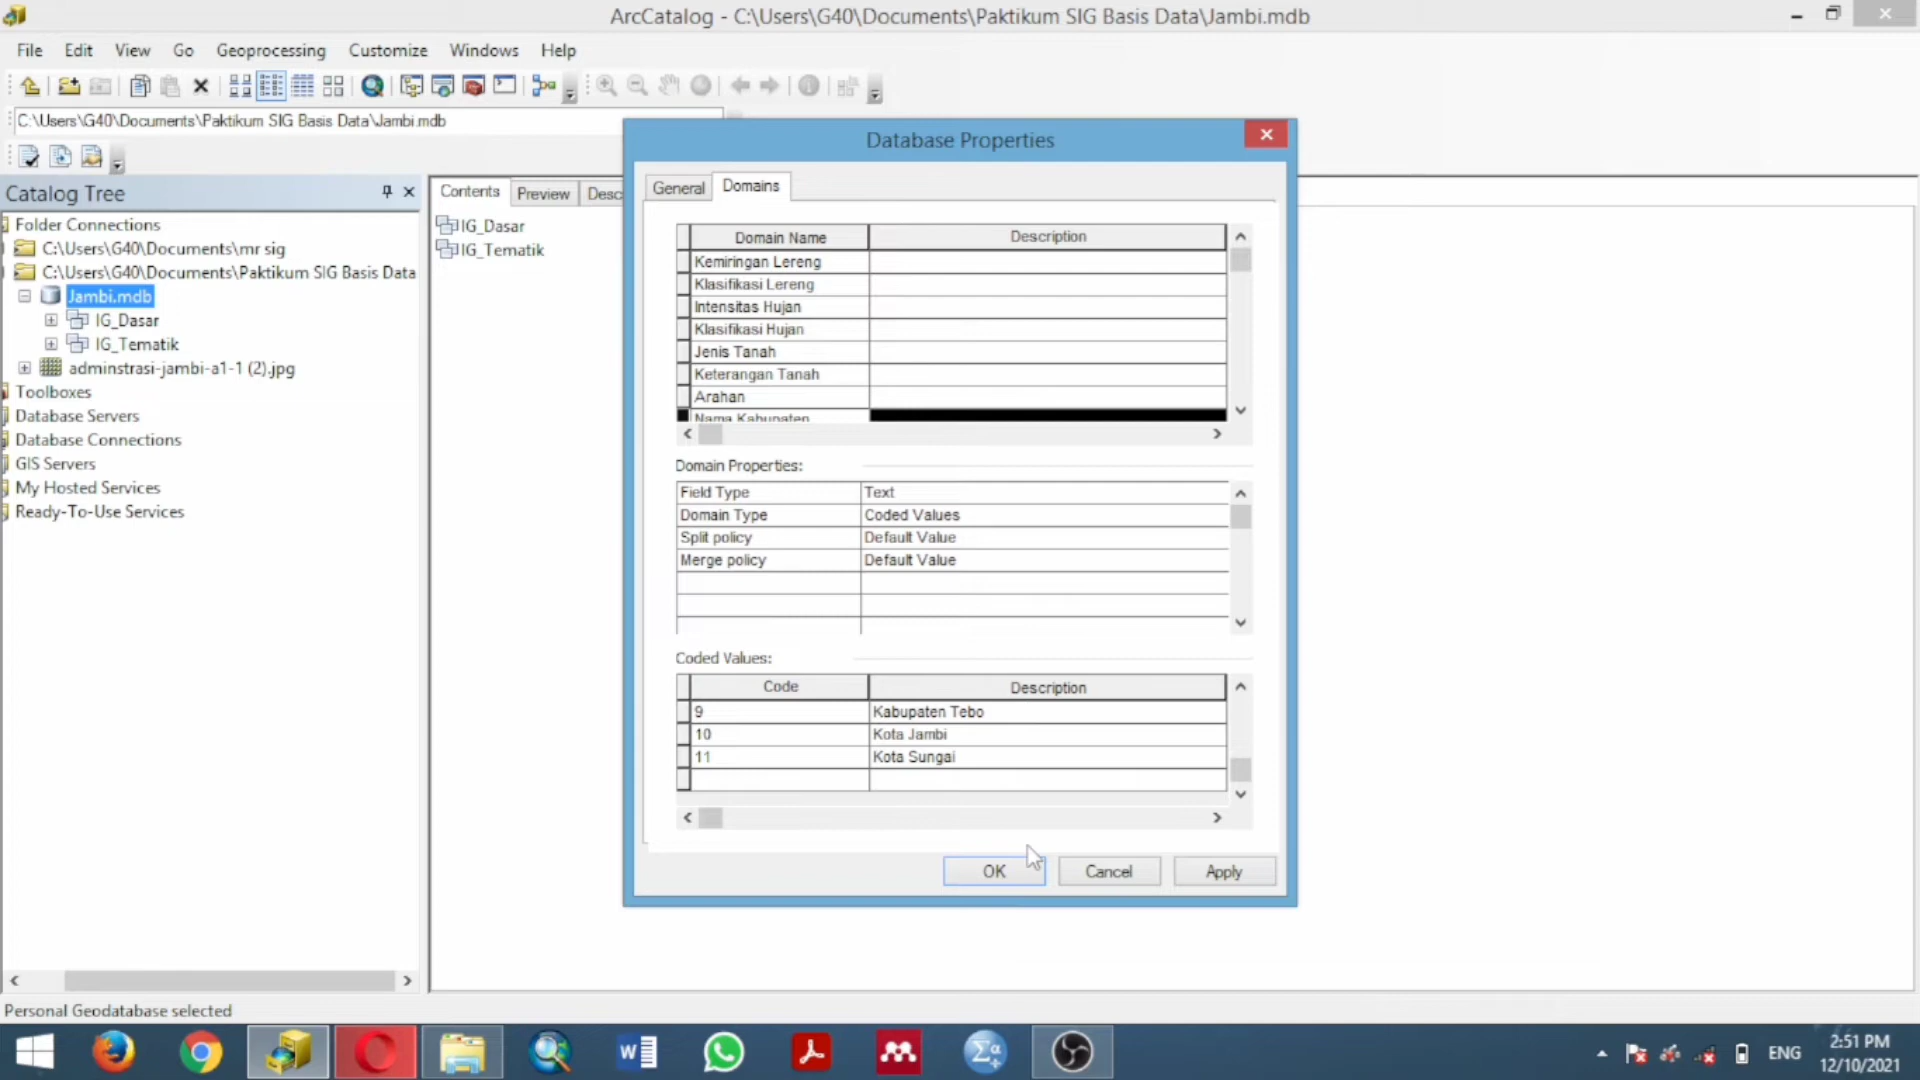 ArcCatalog - C:\Users\G40\Documents\Paktikum SIG Basis Data\Jambi.mdb
File Edit View Go Geoprocessing Customize Windows Help
C:\Users\G40\Documents\Paktikum SIG Basis Data\Jambi.mdb
Catalog Tree
Folder Connections
C:\Users\G40\Documents\mr sig
C:\Users\G40\Documents\Paktikum SIG Basis Data
Jambi.mdb
IG_Dasar
IG_Tematik
adminstrasi-jambi-a1-1 (2).jpg
Toolboxes
Database Servers
Database Connections
GIS Servers
My Hosted Services
Ready-To-Use Services
Contents Preview Desc
IG_Dasar
IG_Tematik
Database Properties
General Domains
Domain Name Description
Kemiringan Lereng
Klasifikasi Lereng
Intensitas Hujan
Klasifikasi Hujan
Jenis Tanah
Keterangan Tanah
Arahan
Nama Kabupaten
Domain Properties:
Field Type Text
Domain Type Coded Values
Split policy Default Value
Merge policy Default Value
Coded Values:
Code Description
9 Kabupaten Tebo
10 Kota Jambi
11 Kota Sungai
OK Cancel Apply
Personal Geodatabase selected
ENG
2:51 PM
12/10/2021